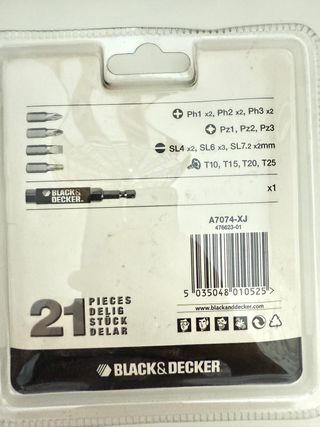 Ph1 x2, Ph2 x2, Ph3 x2
Pz1, Pz2, Pz3
SL4 x2, SL6 x3, SL7.2 x2mm
T10, T15, T20, T25
BLACK&
DECKER.
x1
A7074-XJ
476623-01
5 035048 010525 >
www.blackanddecker.com
21 PIECES
DELIG
STÜCK
DELAR
BLACK&DECKER